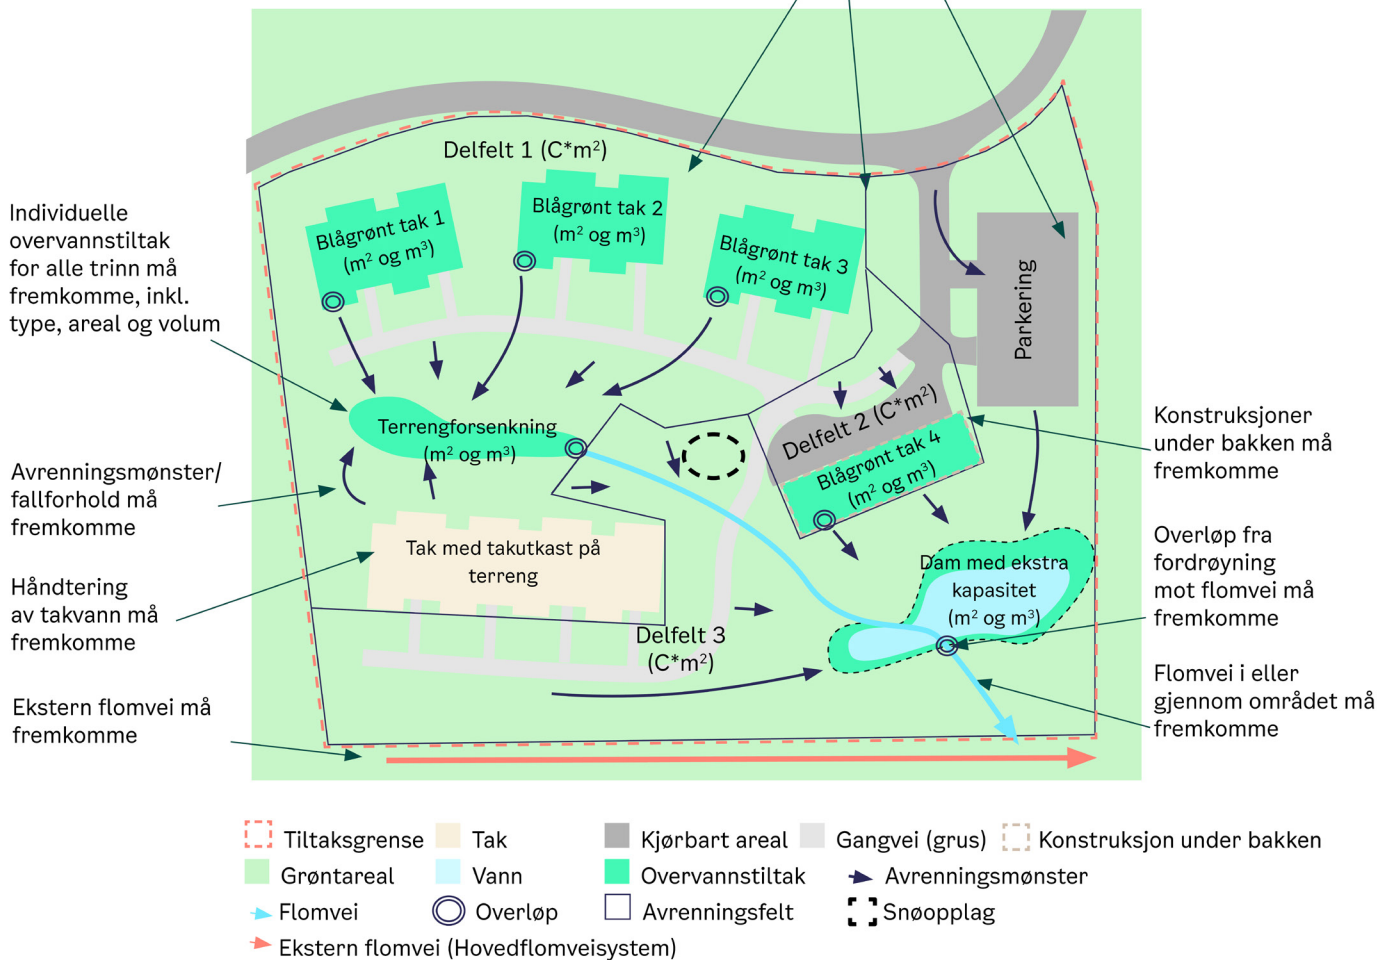 Delfelt 1 (C*m²)
Blågrønt tak 1
(m² og m³)
Blågrønt tak 2
(m² og m³)
Blågrønt tak 3
(m² og m³)
Individuelle
overvannstiltak
for alle trinn må
fremkomme, inkl.
type, areal og volum
Parkering
Terrengforsenkning
(m² og m³)
Delfelt 2 (C*m²)
Blågrønt tak 4
(m² og m³)
Konstruksjoner
under bakken må
fremkomme
Avrenningsmønster/
fallforhold må
fremkomme
Tak med takutkast på
terreng
Dam med ekstra
kapasitet
(m² og m³)
Overløp fra
fordrøyning
mot flomvei må
fremkomme
Håndtering
av takvann må
fremkomme
Delfelt 3
(C*m²)
Flomvei i eller
gjennom området må
fremkomme
Ekstern flomvei må
fremkomme
Tiltaksgrense
Tak
Kjørbart areal
Gangvei (grus)
Konstruksjon under bakken
Grøntareal
Vann
Overvannstiltak
Avrenningsmønster
Flomvei
Overløp
Avrenningsfelt
Snøopplag
Ekstern flomvei (Hovedflomveisystem)